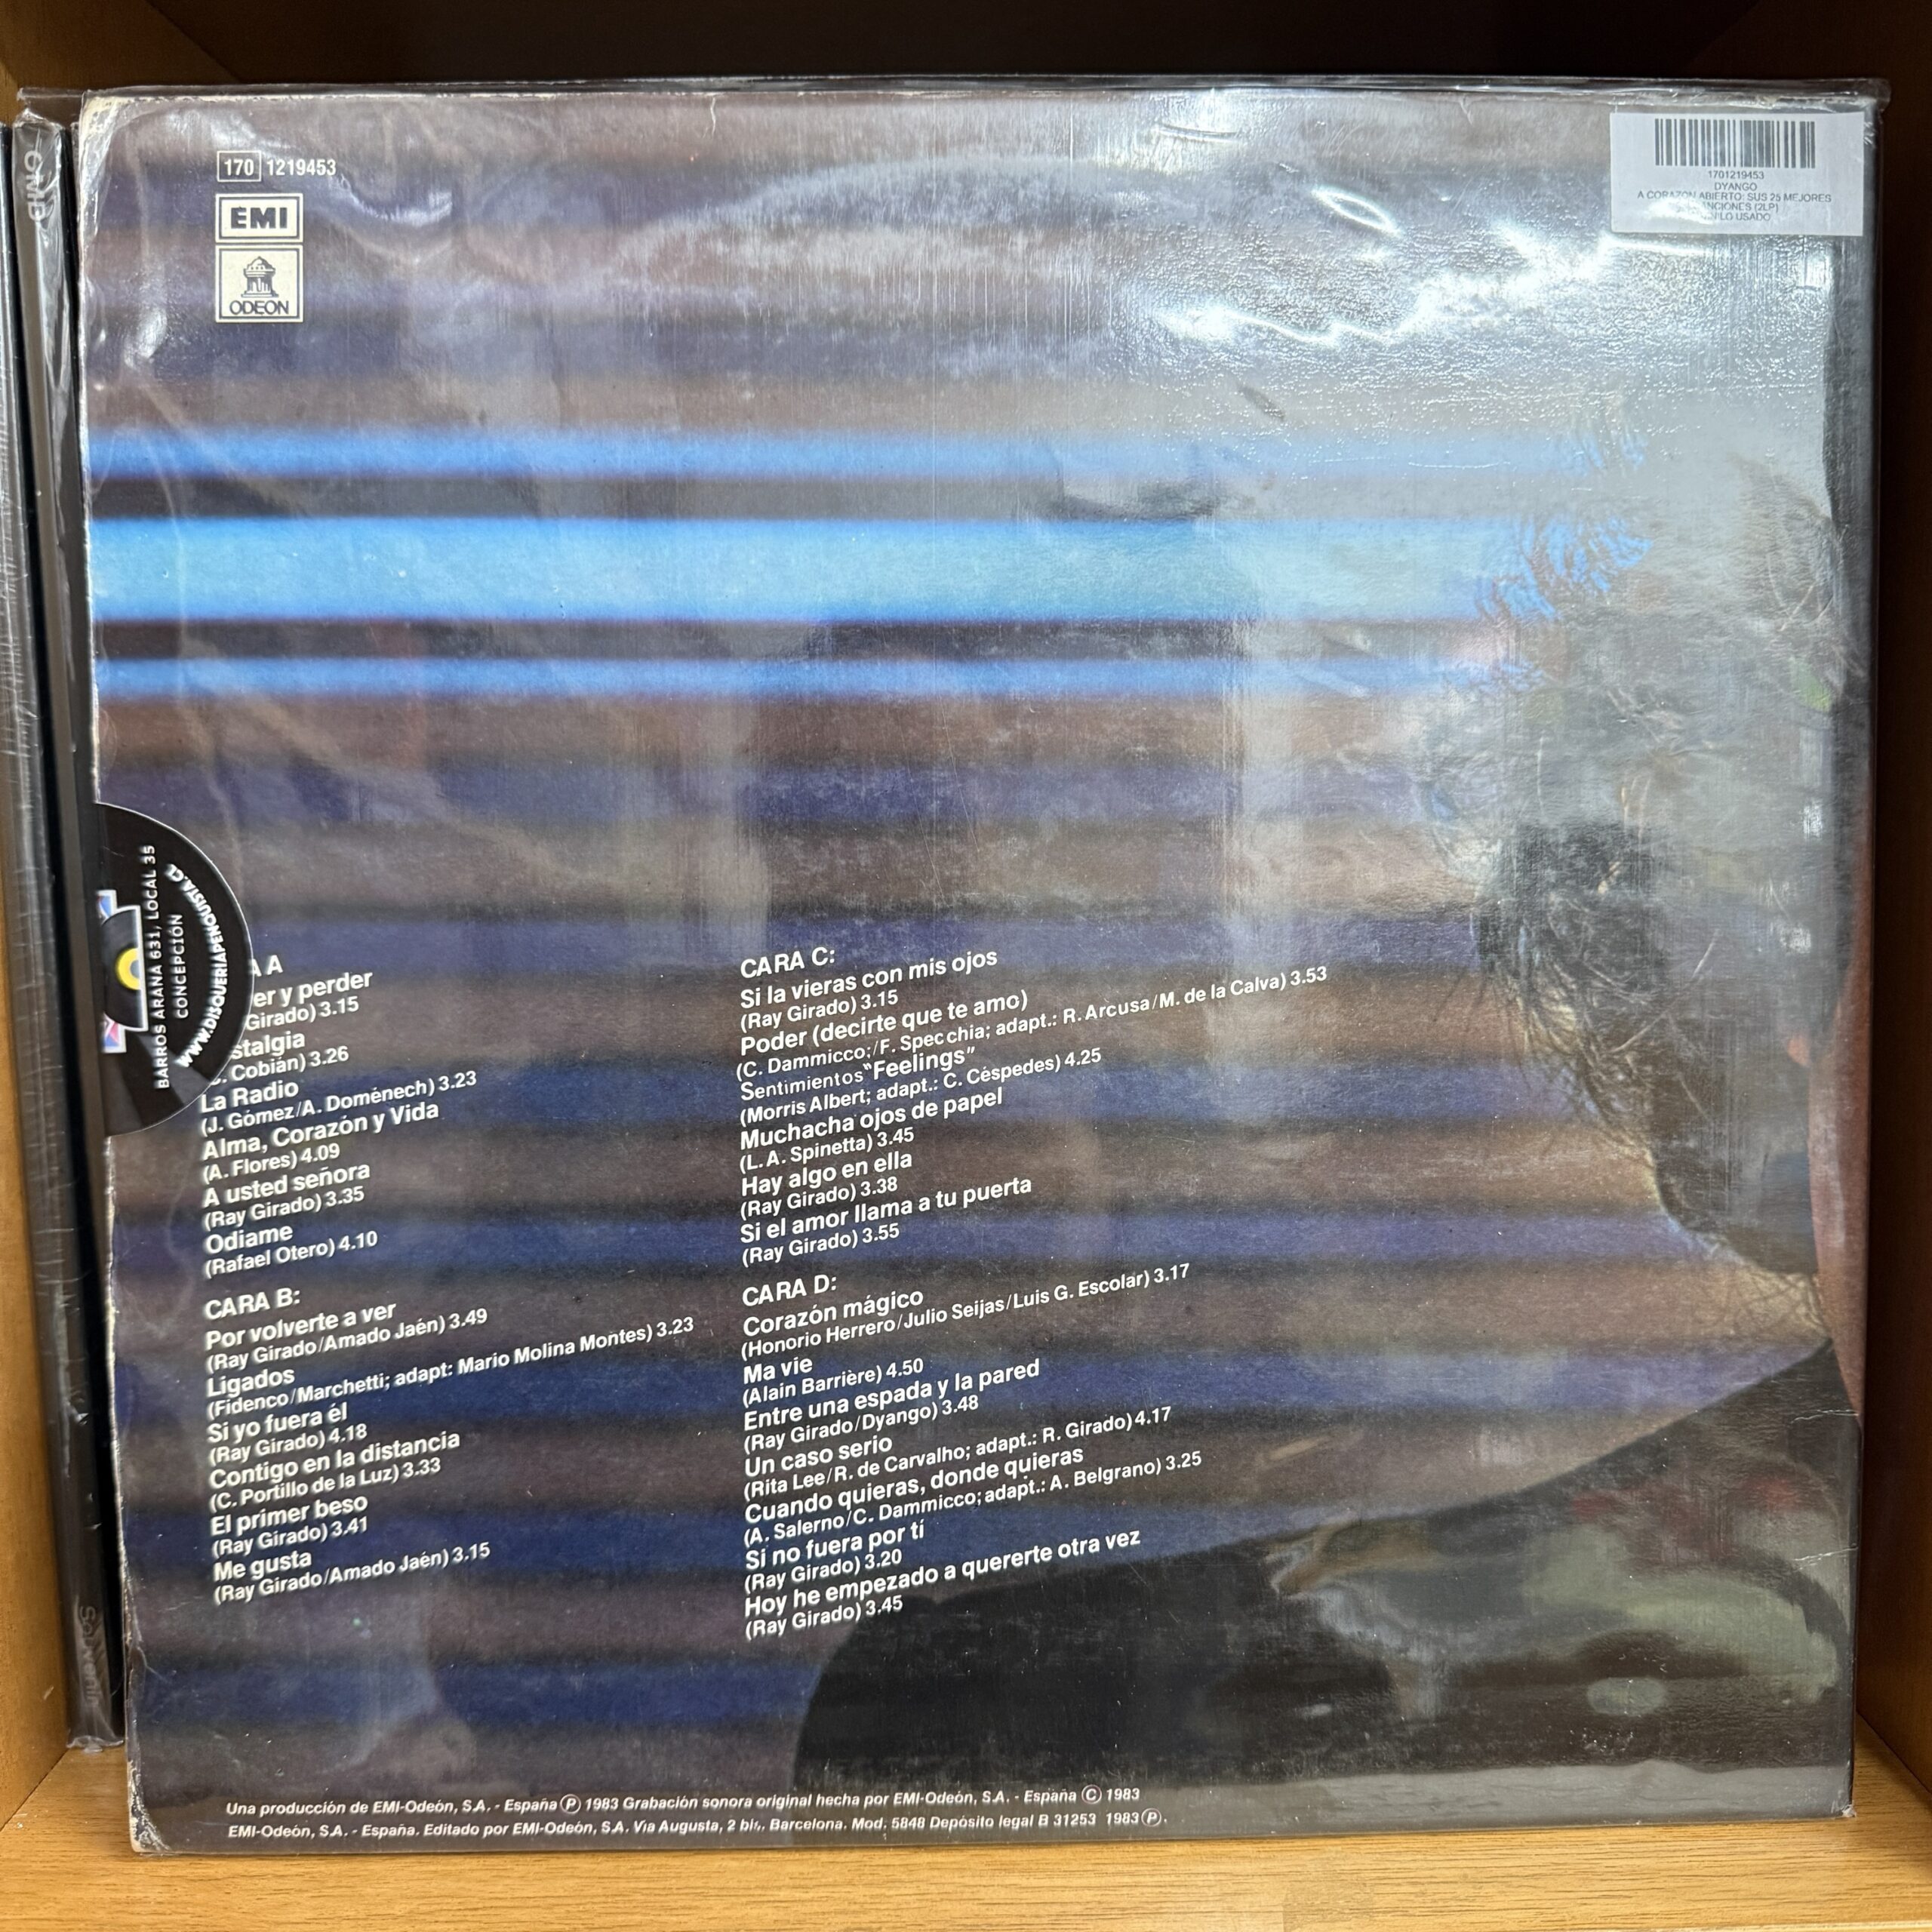 170 1219453
EMI
ODEON
1701219453
DYANGO
A CORAZON ABIERTO: SUS 25 MEJORES
(2LP)
USADO
OMD
Souvenir
BARROS ARANA 631, LOCAL 35
CONCEPCIÓN
WWW.DISQUERIAPENQUISTA.CL
A
y perder
Girado) 3.15
Cobián) 3.26
La Radio
(J. Gómez/A. Doménech) 3.23
Alma, Corazón y Vida
(A. Flores) 4.09
A usted señora
(Ray Girado) 3.35
Odiame
(Rafael Otero) 4.10
CARA B:
Por volverte a ver
(Ray Girado/Amado Jaén) 3.49
Ligados
(Fidenco/Marchetti; adapt: Mario Molina Montes) 3.23
Si yo fuera él
(Ray Girado) 4.18
Contigo en la distancia
(C. Portillo de la Luz) 3.33
El primer beso
(Ray Girado) 3.41
Me gusta
(Ray Girado/Amado Jaén) 3.15
CARA C:
Si la vieras con mis ojos
(Ray Girado) 3.15
Poder (decirte que te amo)
(C. Dammicco;/F. Specchia; adapt.: R. Arcusa/M. de la Calva) 3.53
Sentimientos "Feelings"
(Morris Albert; adapt.: C. Céspedes) 4.25
Muchacha ojos de papel
(L. A. Spinetta) 3.45
Hay algo en ella
(Ray Girado) 3.38
Si el amor llama a tu puerta
(Ray Girado) 3.55
CARA D:
Corazón mágico
(Honorio Herrero/Julio Seijas/Luis G. Escolar) 3.17
Ma vie
(Alain Barrière) 4.50
Entre una espada y la pared
(Ray Girado/Dyango) 3.48
Un caso serio
(Rita Lee/R. de Carvalho; adapt.: R. Girado) 4.17
Cuando quieras, donde quieras
(A. Salerno/C. Dammicco; adapt.: A. Belgrano) 3.25
Si no fuera por tí
(Ray Girado) 3.20
Hoy he empezado a quererte otra vez
(Ray Girado) 3.45
Una producción de EMI-Odeón, S.A. - España Ⓟ 1983 Grabación sonora original hecha por EMI-Odeón, S.A. - España © 1983
EMI-Odeón, S.A. - España. Editado por EMI-Odeón, S.A. Via Augusta, 2 bis, Barcelona. Mod. 5848 Depósito legal B 31253 1983 Ⓟ.